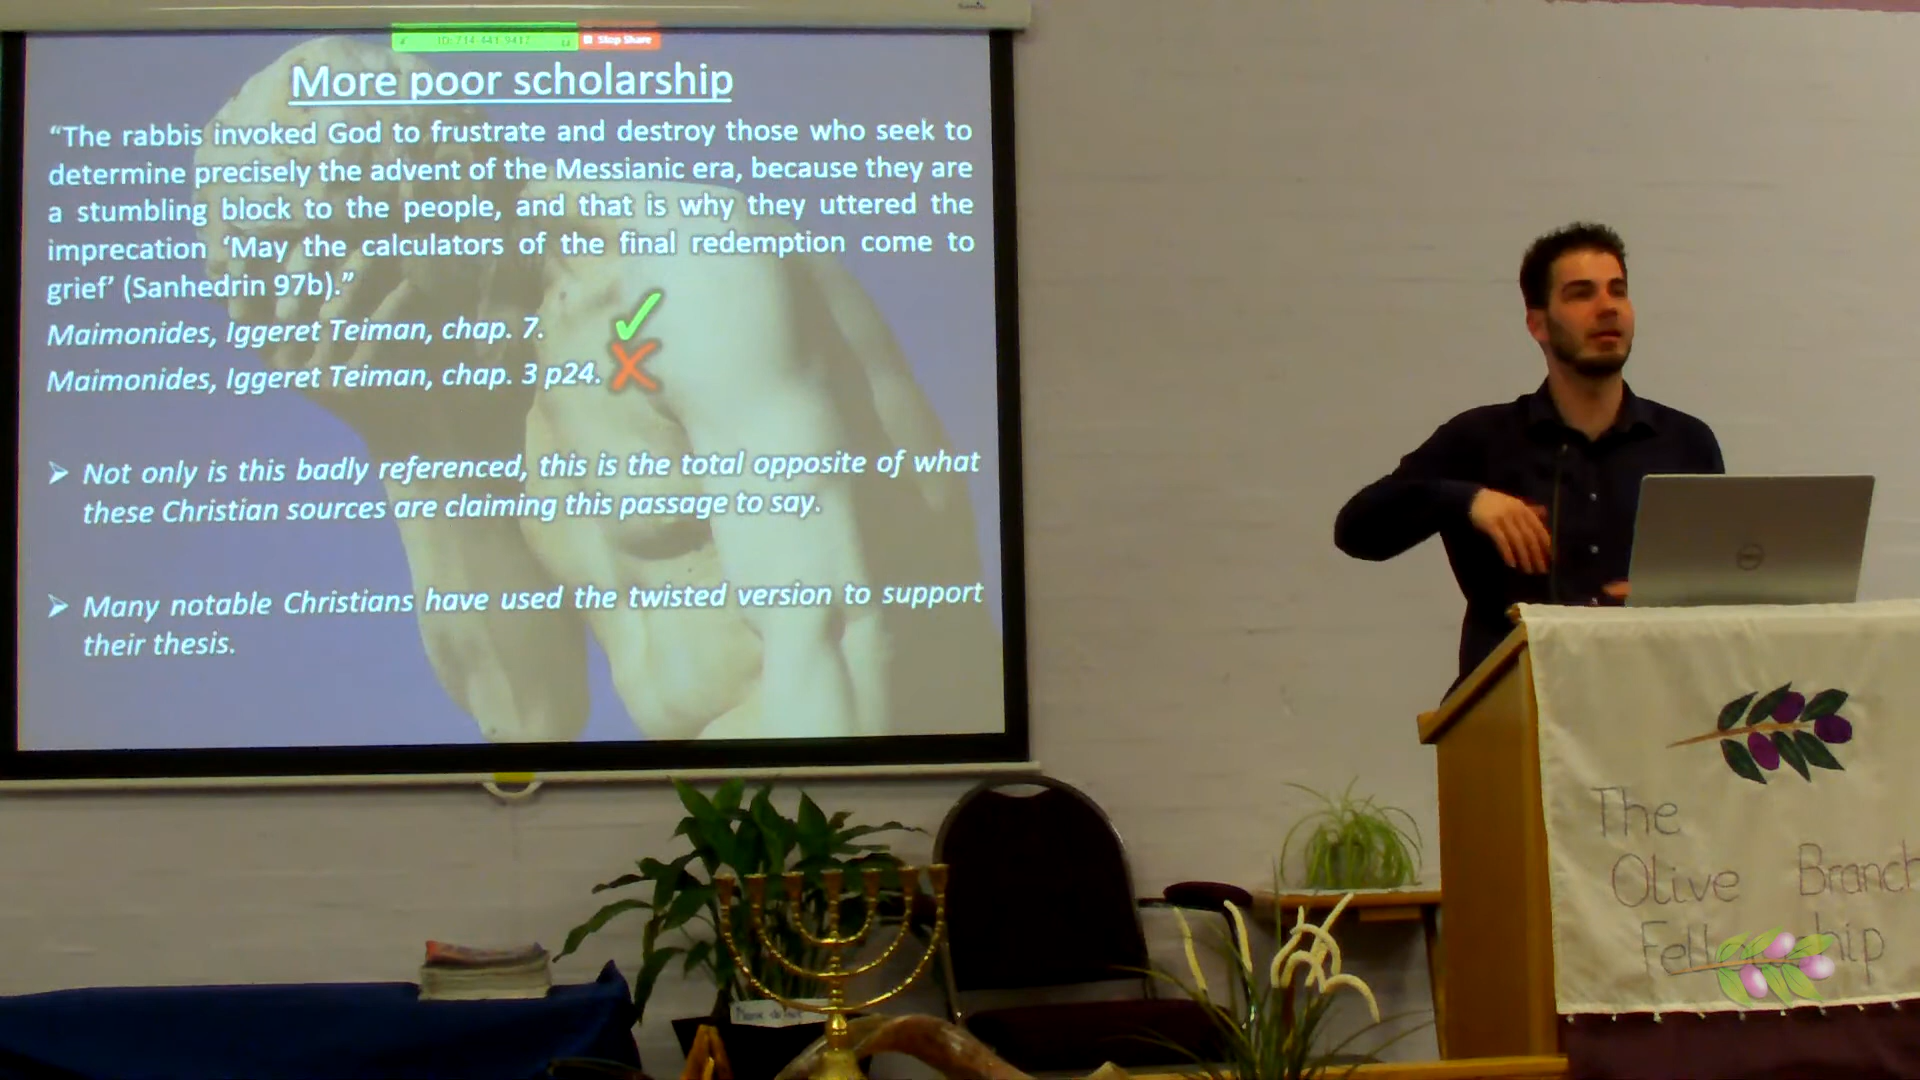 ID: 714-441-9417
Stop Share
More poor scholarship
“The rabbis invoked God to frustrate and destroy those who seek to
determine precisely the advent of the Messianic era, because they are
a stumbling block to the people, and that is why they uttered the
imprecation ‘May the calculators of the final redemption come to
grief’ (Sanhedrin 97b).”
Maimonides, Iggeret Teiman, chap. 7.
Maimonides, Iggeret Teiman, chap. 3 p24.
Not only is this badly referenced, this is the total opposite of what
these Christian sources are claiming this passage to say.
Many notable Christians have used the twisted version to support
their thesis.
DELL
The
Olive Branch
Fellowship